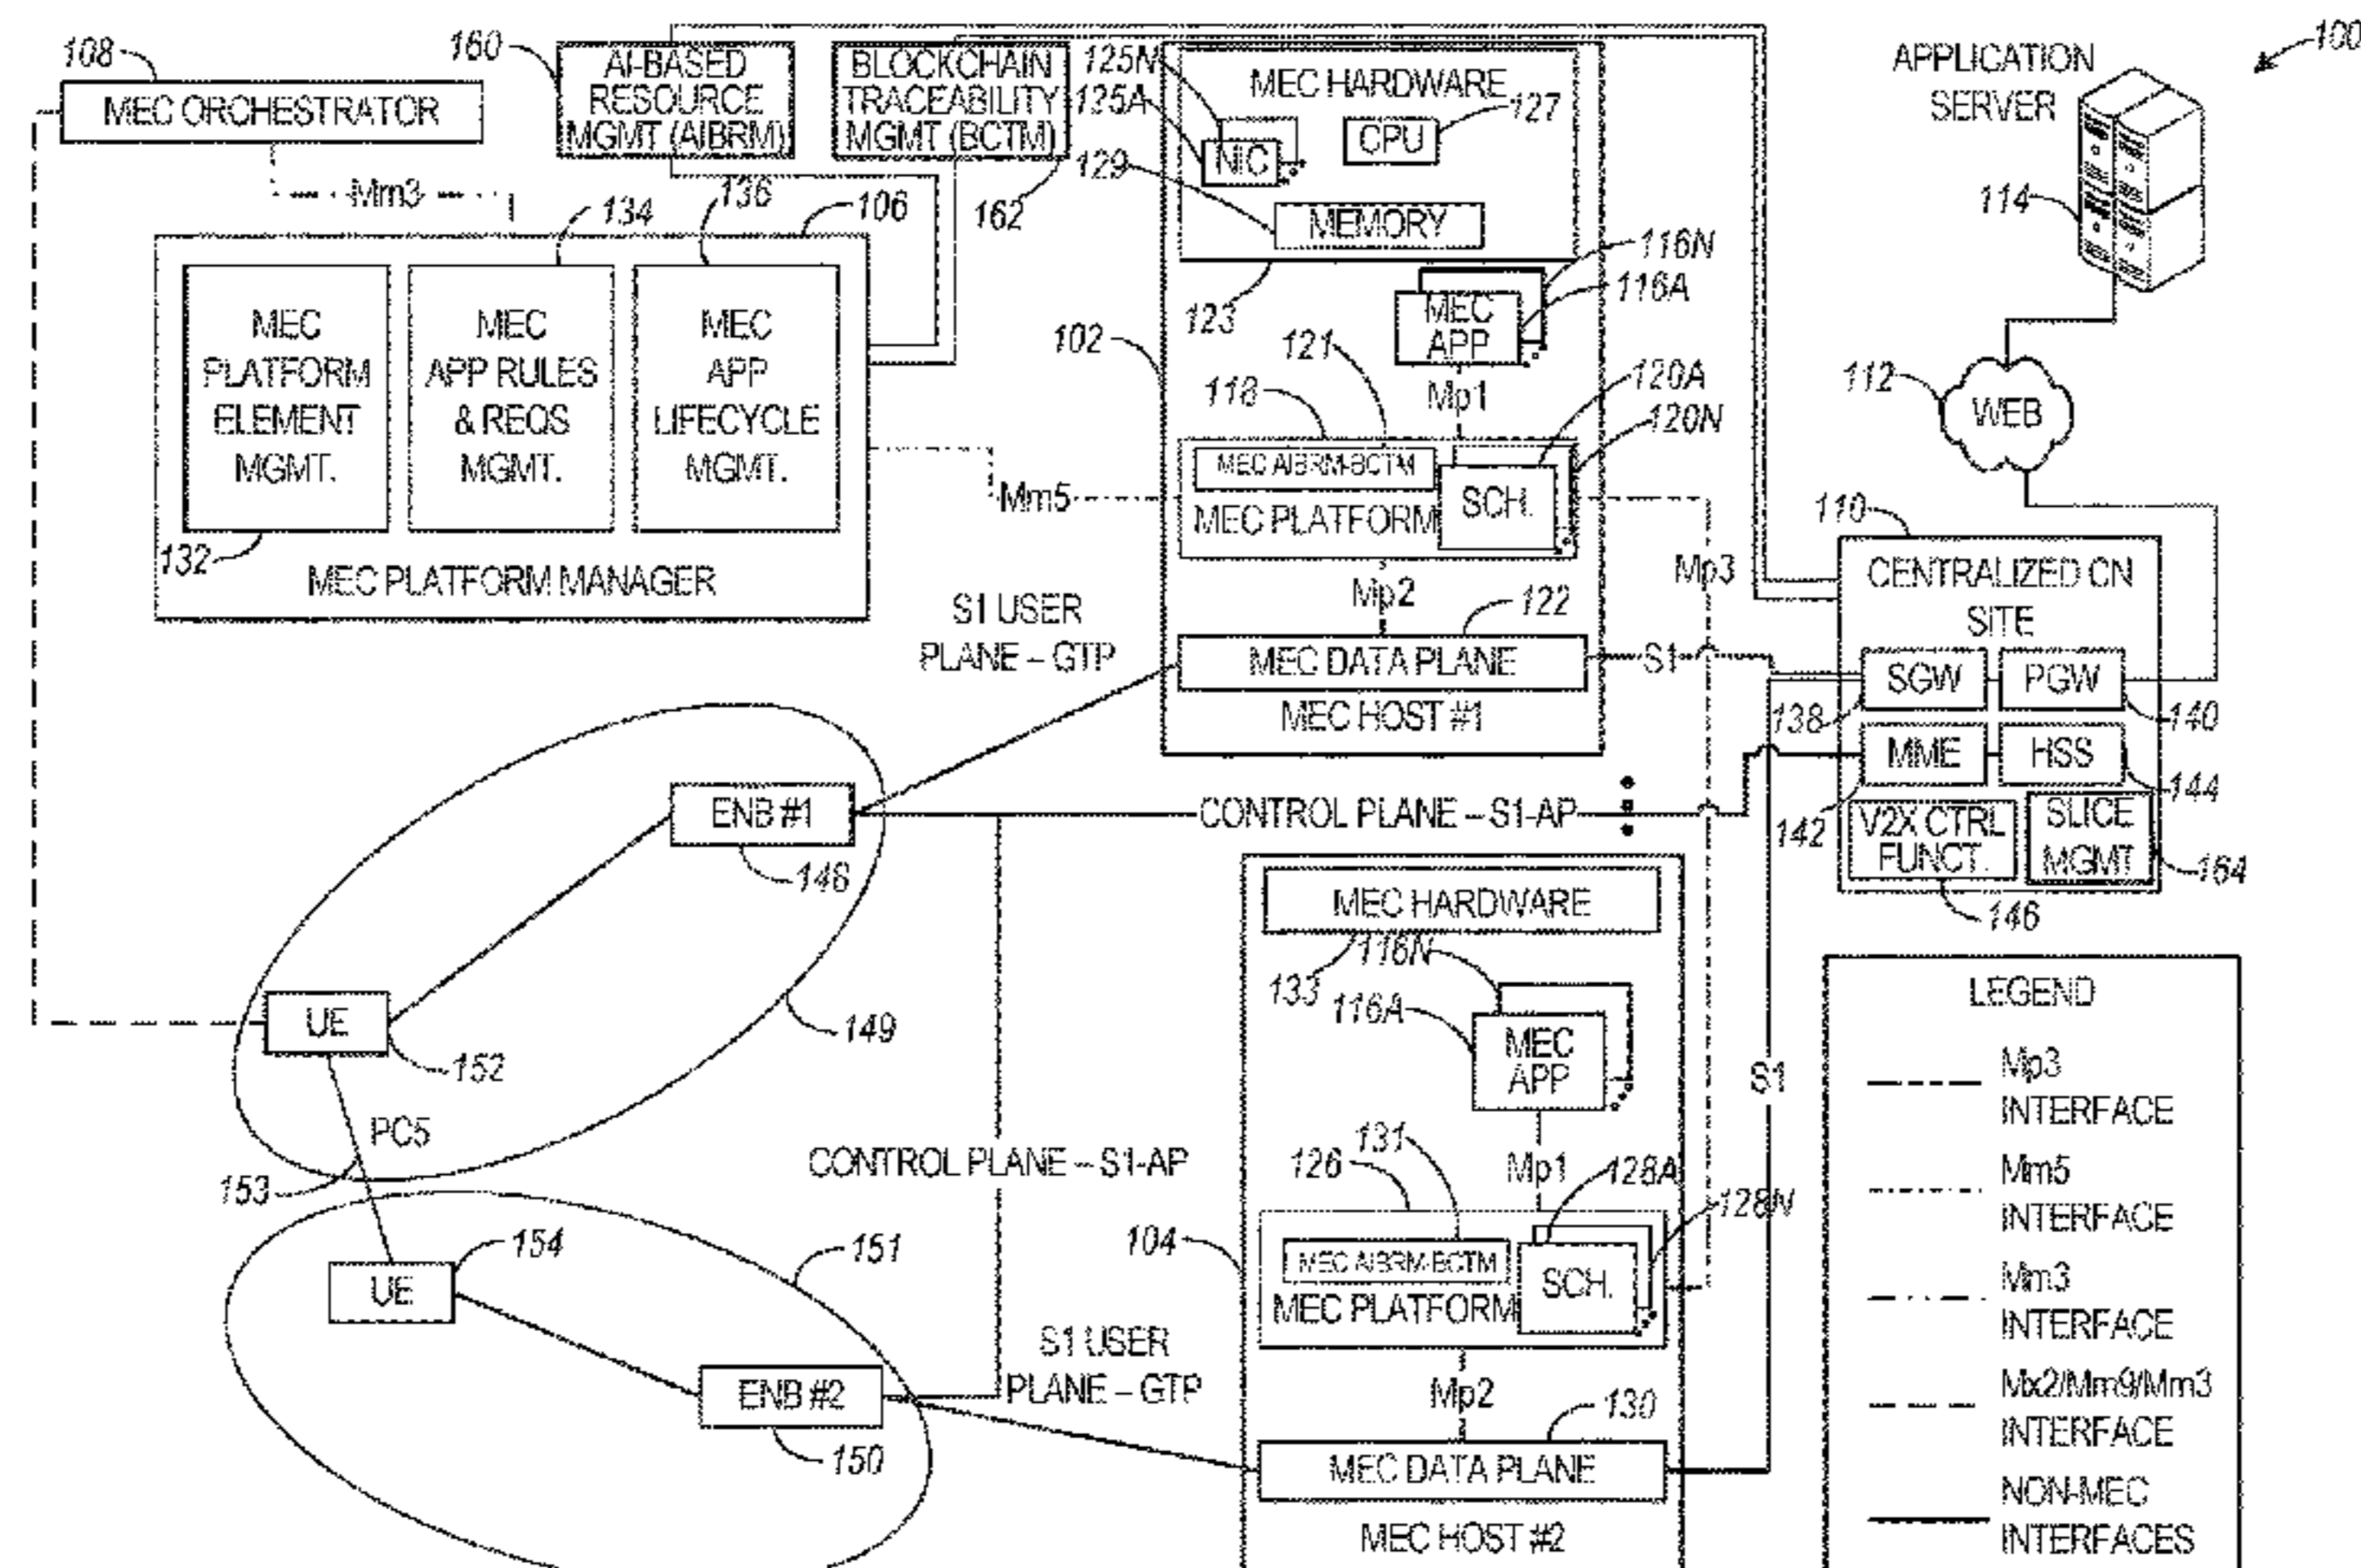 100
108
MEC ORCHESTRATOR
Mm3
160
AI-BASED
RESOURCE
MGMT (AIBRM)
BLOCKCHAIN
TRACEABILITY
MGMT (BCTM)
162
134
136
106
MEC
PLATFORM
ELEMENT
MGMT.
132
MEC
APP RULES
& REQS
MGMT.
MEC
APP
LIFECYCLE
MGMT.
MEC PLATFORM MANAGER
Mm5
125N
125A
MEC HARDWARE
NIC
CPU
127
129
MEMORY
123
102
116N
116A
MEC
APP
121
118
Mp1
120A
120N
MEC AIBRM-BCTM
SCH.
MEC PLATFORM
Mp2
Mp3
122
MEC DATA PLANE
MEC HOST #1
S1
S1 USER
PLANE – GTP
APPLICATION
SERVER
114
112
WEB
110
CENTRALIZED CN
SITE
SGW
PGW
138
140
MME
HSS
142
144
V2X CTRL
FUNCT.
SLICE
MGMT
164
146
ENB #1
148
CONTROL PLANE – S1-AP
UE
152
149
PC5
153
CONTROL PLANE – S1-AP
154
UE
151
ENB #2
150
S1 USER
PLANE – GTP
104
MEC HARDWARE
133
116N
116A
MEC
APP
131
126
Mp1
128A
128N
MEC AIBRM-BCTM
SCH.
MEC PLATFORM
Mp2
130
MEC DATA PLANE
MEC HOST #2
S1
LEGEND
Mp3
INTERFACE
Mm5
INTERFACE
Mm3
INTERFACE
Mx2/Mm9/Mm3
INTERFACE
NON-MEC
INTERFACES